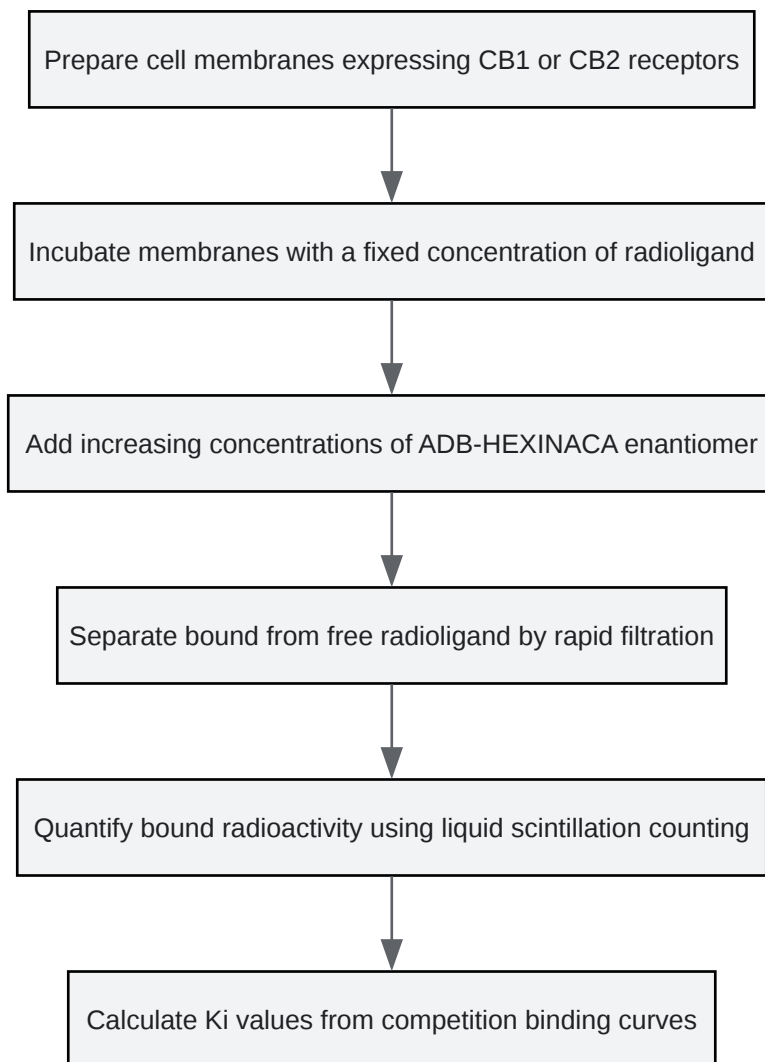 Prepare cell membranes expressing CB1 or CB2 receptors
Incubate membranes with a fixed concentration of radioligand
Add increasing concentrations of ADB-HEXINACA enantiomer
Separate bound from free radioligand by rapid filtration
Quantify bound radioactivity using liquid scintillation counting
Calculate Ki values from competition binding curves